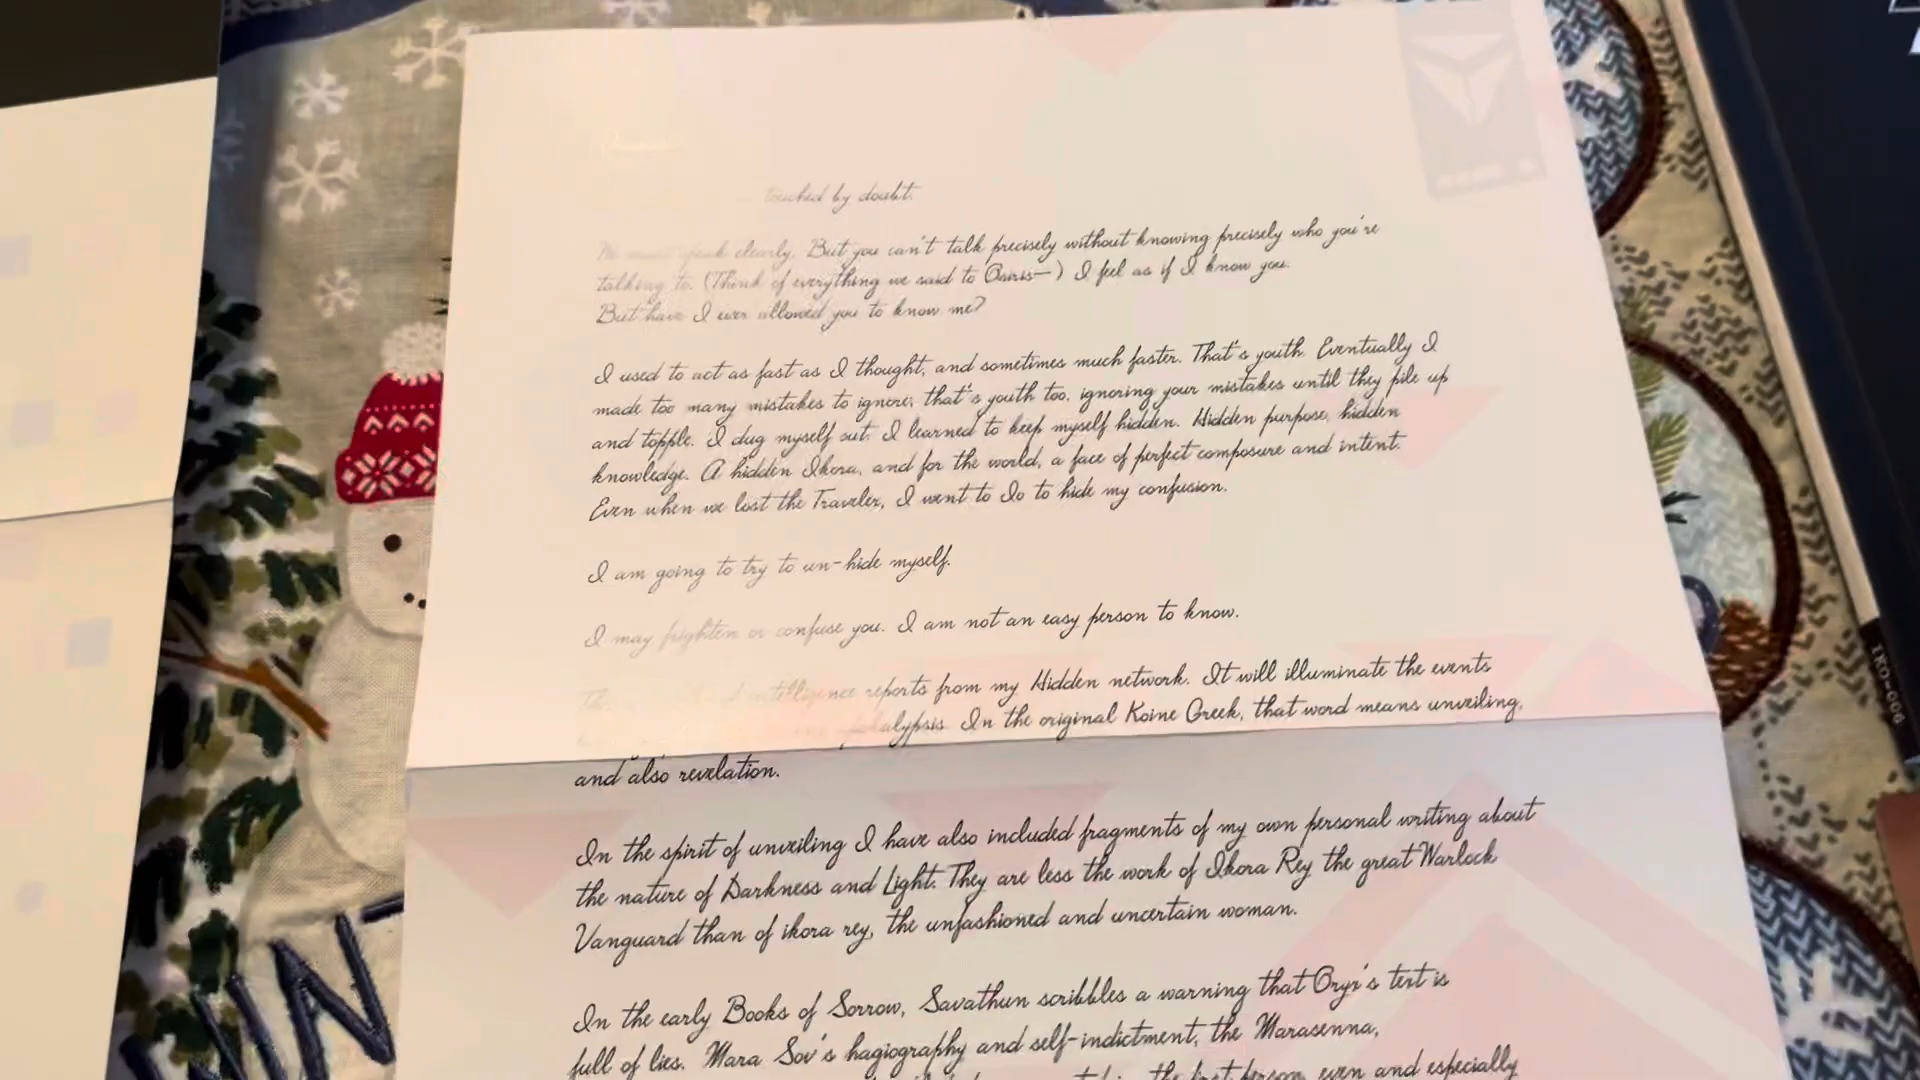 touched by doubt.
speak clearly. But you can't talk precisely without knowing precisely who you're
talking to. (Think of everything we said to Osiris—) I feel as if I know you.
But have I ever allowed you to know me?
I used to act as fast as I thought, and sometimes much faster. That's youth. Eventually I
made too many mistakes to ignore; that's youth too, ignoring your mistakes until they pile up
and topple. I dug myself out. I learned to keep myself hidden. Hidden purpose, hidden
knowledge. A hidden Ikora, and for the world, a face of perfect composure and intent.
Even when we lost the Traveler, I went to Io to hide my confusion.
I am going to try to un-hide myself.
I may frighten or confuse you. I am not an easy person to know.
intelligence reports from my Hidden network. It will illuminate the events
In the original Koine Greek, that word means unveiling,
and also revelation.
In the spirit of unveiling I have also included fragments of my own personal writing about
the nature of Darkness and Light. They are less the work of Ikora Rey the great Warlock
Vanguard than of ikora rey, the unfashioned and uncertain woman.
In the early Books of Sorrow, Savathun scribbles a warning that Oryx's text is
full of lies. Mara Sov's hagiography and self-indictment, the Marasenna,
the first person even and especially
WIN
IKO-006